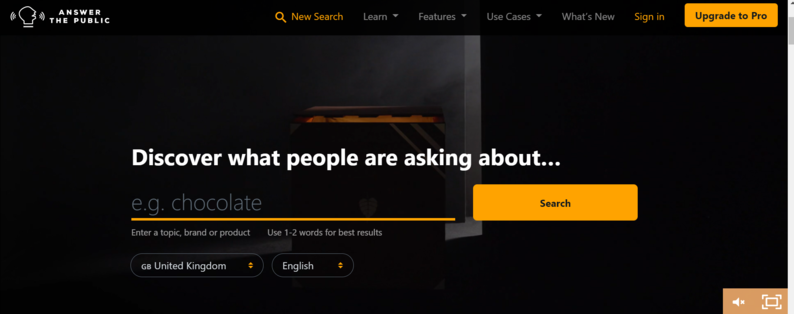 ANSWER
THE PUBLIC
New Search
Learn
Features
Use Cases
What's New
Sign in
Upgrade to Pro
Discover what people are asking about...
e.g. chocolate
Search
Enter a topic, brand or product
Use 1-2 words for best results
GB United Kingdom
English